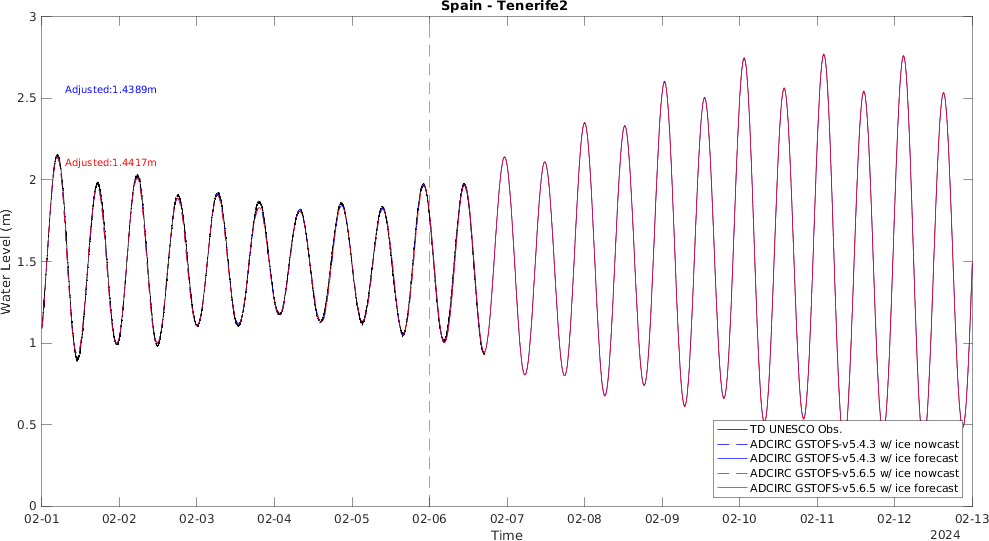 Spain - Tenerife2
3
2.5
2
1.5
1
0.5
0
Water Level (m)
Adjusted:1.4389m
Adjusted:1.4417m
TD UNESCO Obs.
ADCIRC GSTOFS-v5.4.3 w/ ice nowcast
ADCIRC GSTOFS-v5.4.3 w/ ice forecast
ADCIRC GSTOFS-v5.6.5 w/ ice nowcast
ADCIRC GSTOFS-v5.6.5 w/ ice forecast
02-01 02-02 02-03 02-04 02-05 02-06 02-07 02-08 02-09 02-10 02-11 02-12 02-13
Time
2024